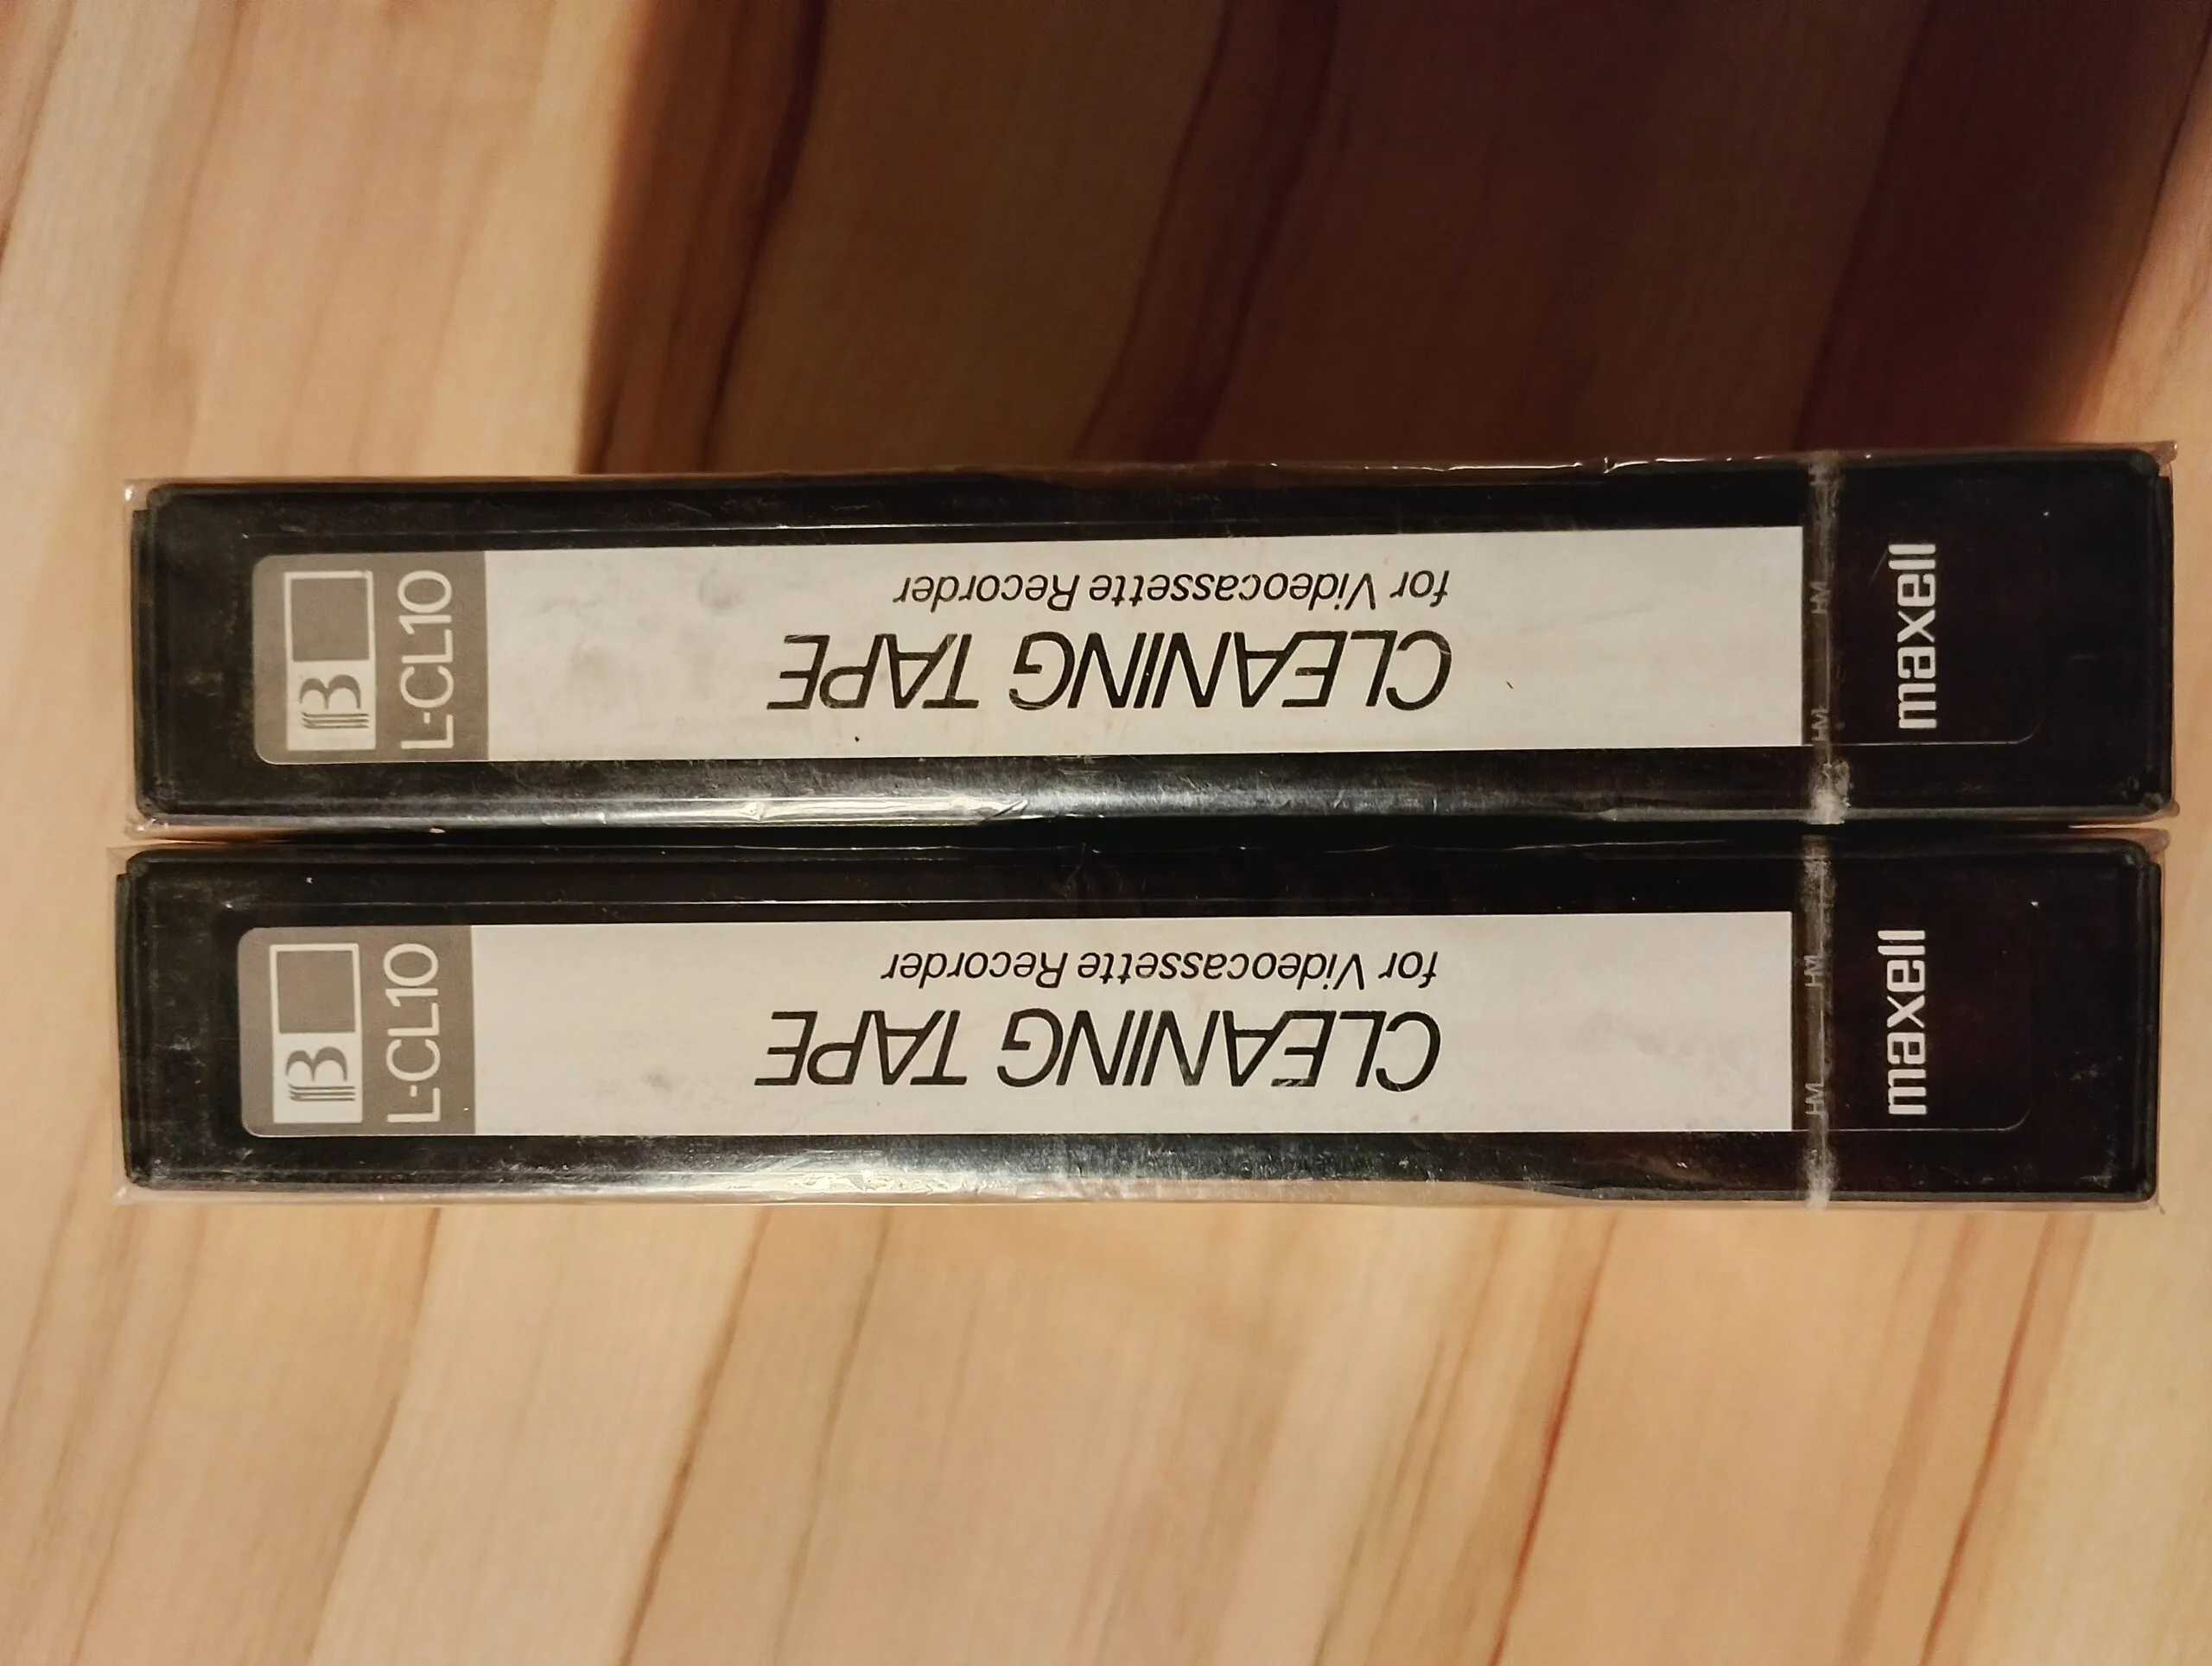 L-CL10
CLEANING TAPE
for Videocassette Recorder
maxell
L-CL10
CLEANING TAPE
for Videocassette Recorder
maxell